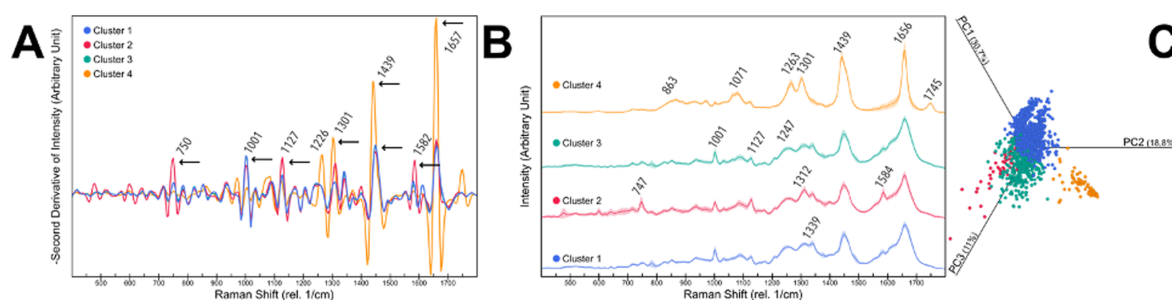 A
-Second Derivative of Intensity (Arbitrary Unit)
Cluster 1
Cluster 2
Cluster 3
Cluster 4
750
1001
1127
1226
1301
1439
1582
1657
500 600 700 800 900 1000 1100 1200 1300 1400 1500 1600 1700
Raman Shift (rel. 1/cm)
B
Intensity (Arbitrary Unit)
Cluster 4
863
1071
1263
1301
1439
1656
1745
Cluster 3
1001
1127
1247
Cluster 2
747
1312
1584
Cluster 1
1339
500 600 700 800 900 1000 1100 1200 1300 1400 1500 1600 1700
Raman Shift (rel. 1/cm)
C
PC1 (30,7%)
PC2 (18,8%
PC3 (11%)